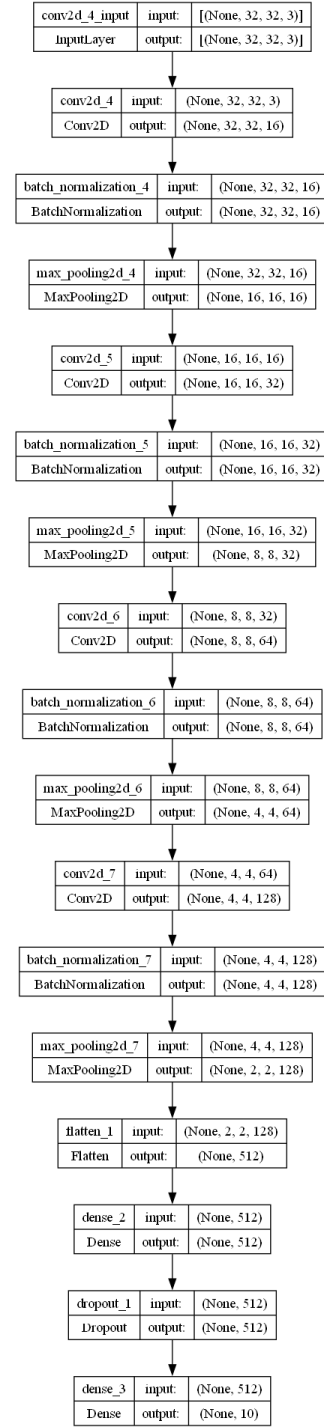 conv2d_4_input input: [(None, 32, 32, 3)]
InputLayer output: [(None, 32, 32, 3)]
conv2d_4 input: (None, 32, 32, 3)
Conv2D output: (None, 32, 32, 16)
batch_normalization_4 input: (None, 32, 32, 16)
BatchNormalization output: (None, 32, 32, 16)
max_pooling2d_4 input: (None, 32, 32, 16)
MaxPooling2D output: (None, 16, 16, 16)
conv2d_5 input: (None, 16, 16, 16)
Conv2D output: (None, 16, 16, 32)
batch_normalization_5 input: (None, 16, 16, 32)
BatchNormalization output: (None, 16, 16, 32)
max_pooling2d_5 input: (None, 16, 16, 32)
MaxPooling2D output: (None, 8, 8, 32)
conv2d_6 input: (None, 8, 8, 32)
Conv2D output: (None, 8, 8, 64)
batch_normalization_6 input: (None, 8, 8, 64)
BatchNormalization output: (None, 8, 8, 64)
max_pooling2d_6 input: (None, 8, 8, 64)
MaxPooling2D output: (None, 4, 4, 64)
conv2d_7 input: (None, 4, 4, 64)
Conv2D output: (None, 4, 4, 128)
batch_normalization_7 input: (None, 4, 4, 128)
BatchNormalization output: (None, 4, 4, 128)
max_pooling2d_7 input: (None, 4, 4, 128)
MaxPooling2D output: (None, 2, 2, 128)
flatten_1 input: (None, 2, 2, 128)
Flatten output: (None, 512)
dense_2 input: (None, 512)
Dense output: (None, 512)
dropout_1 input: (None, 512)
Dropout output: (None, 512)
dense_3 input: (None, 512)
Dense output: (None, 10)